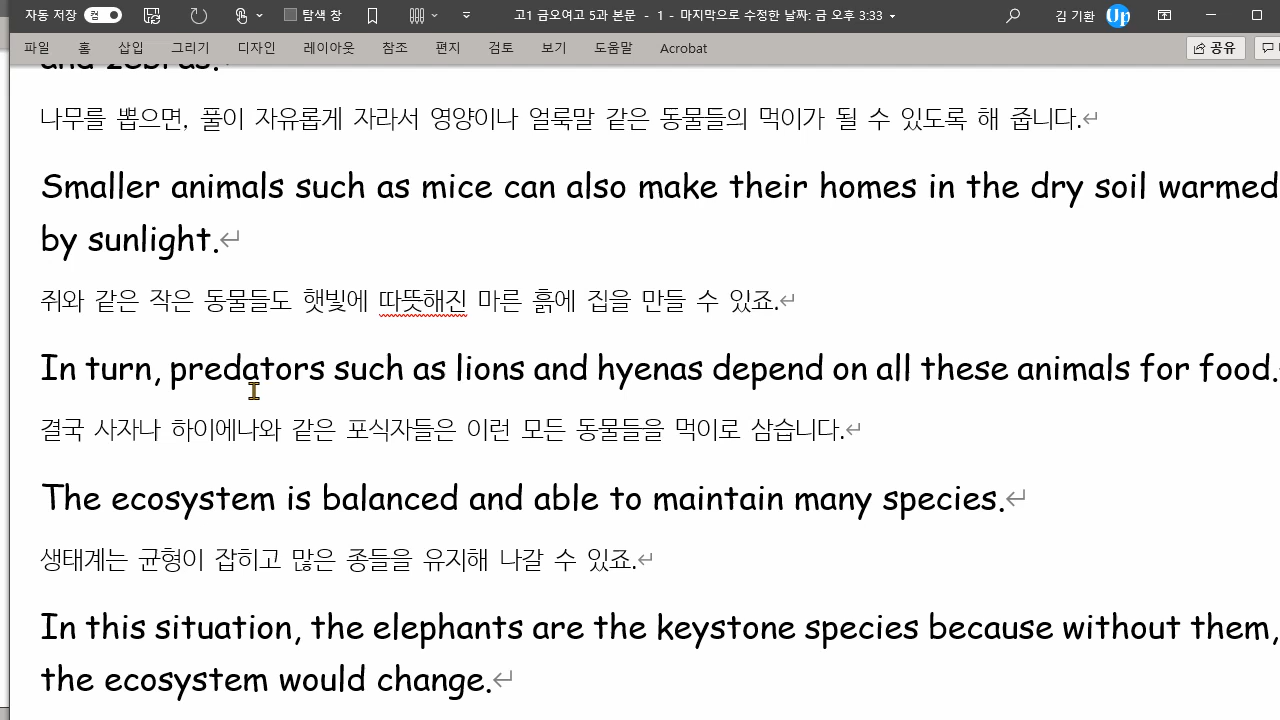 자동 저장 켬 탐색 창 고1 금오여고 5과 본문 - 1 - 마지막으로 수정한 날짜: 금 오후 3:33 김 기환 Up
파일 홈 삽입 그리기 디자인 레이아웃 참조 편지 검토 보기 도움말 Acrobat 공유
and zebras.
나무를 뽑으면, 풀이 자유롭게 자라서 영양이나 얼룩말 같은 동물들의 먹이가 될 수 있도록 해 줍니다.
Smaller animals such as mice can also make their homes in the dry soil warmed
by sunlight.
쥐와 같은 작은 동물들도 햇빛에 따뜻해진 마른 흙에 집을 만들 수 있죠.
In turn, predators such as lions and hyenas depend on all these animals for food.
결국 사자나 하이에나와 같은 포식자들은 이런 모든 동물들을 먹이로 삼습니다.
The ecosystem is balanced and able to maintain many species.
생태계는 균형이 잡히고 많은 종들을 유지해 나갈 수 있죠.
In this situation, the elephants are the keystone species because without them,
the ecosystem would change.